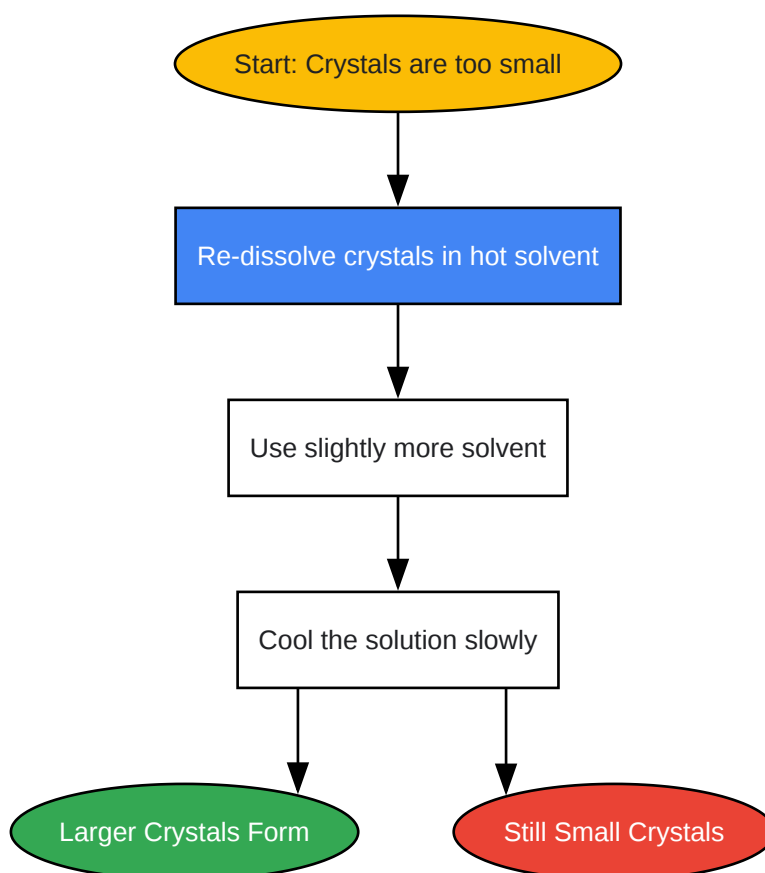 Start: Crystals are too small
Re-dissolve crystals in hot solvent
Use slightly more solvent
Cool the solution slowly
Larger Crystals Form
Still Small Crystals